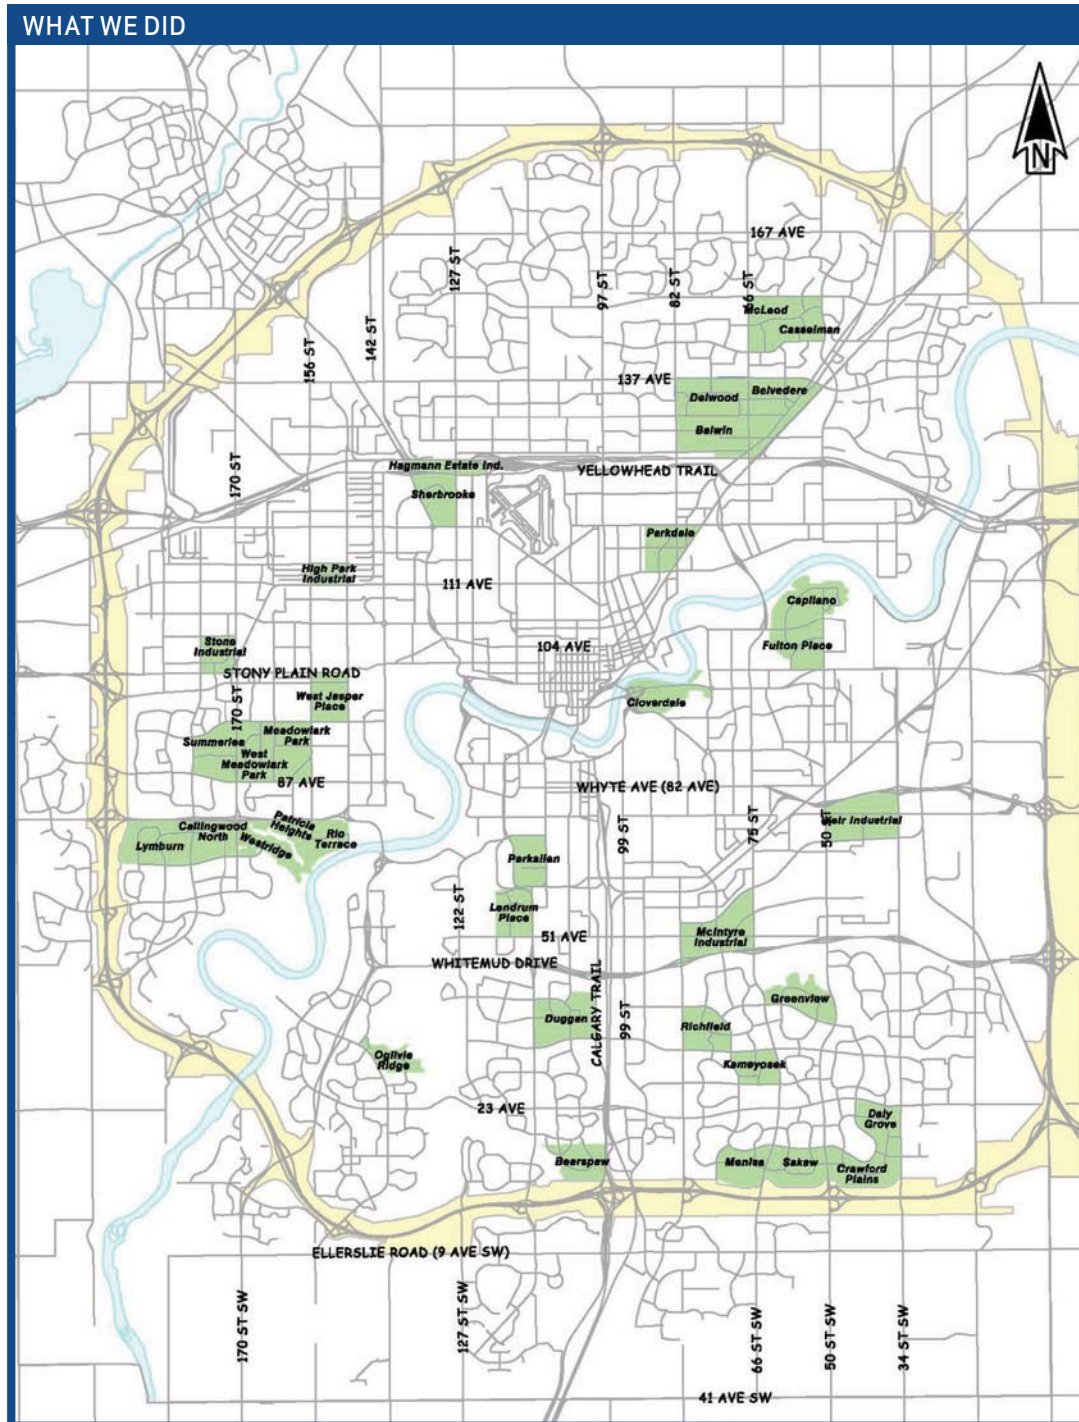 WHAT WE DID
N
167 AVE
127 ST
97 ST
82 ST
66 ST
McLeod
Casselman
142 ST
156 ST
137 AVE
Delwood
Belvedere
Balwin
170 ST
Hagmann Estate Ind.
YELLOWHEAD TRAIL
Sherbrooke
Parkdale
High Park
Industrial
111 AVE
Capilano
Stone
Industrial
104 AVE
Fulton Place
STONY PLAIN ROAD
170 ST
West Jasper
Place
Cloverdale
Summerlea
Meadowlark
Park
West
Meadowlark
Park
87 AVE
WHYTE AVE (82 AVE)
Patricia
Heights
Callingwood
North
Rio
Terrace
Lymburn
Westridge
99 ST
75 ST
50 ST
Weir Industrial
Parkallen
122 ST
Lendrum
Place
51 AVE
McIntyre
Industrial
WHITEMUD DRIVE
CALGARY TRAIL
99 ST
Duggan
Richfield
Greenview
Ogilvie
Ridge
Kameyosek
23 AVE
Daly
Grove
Bearspaw
Menisa
Sakaw
Crawford
Plains
ELLERSLIE ROAD (9 AVE SW)
170 ST SW
127 ST SW
66 ST SW
50 ST SW
34 ST SW
41 AVE SW